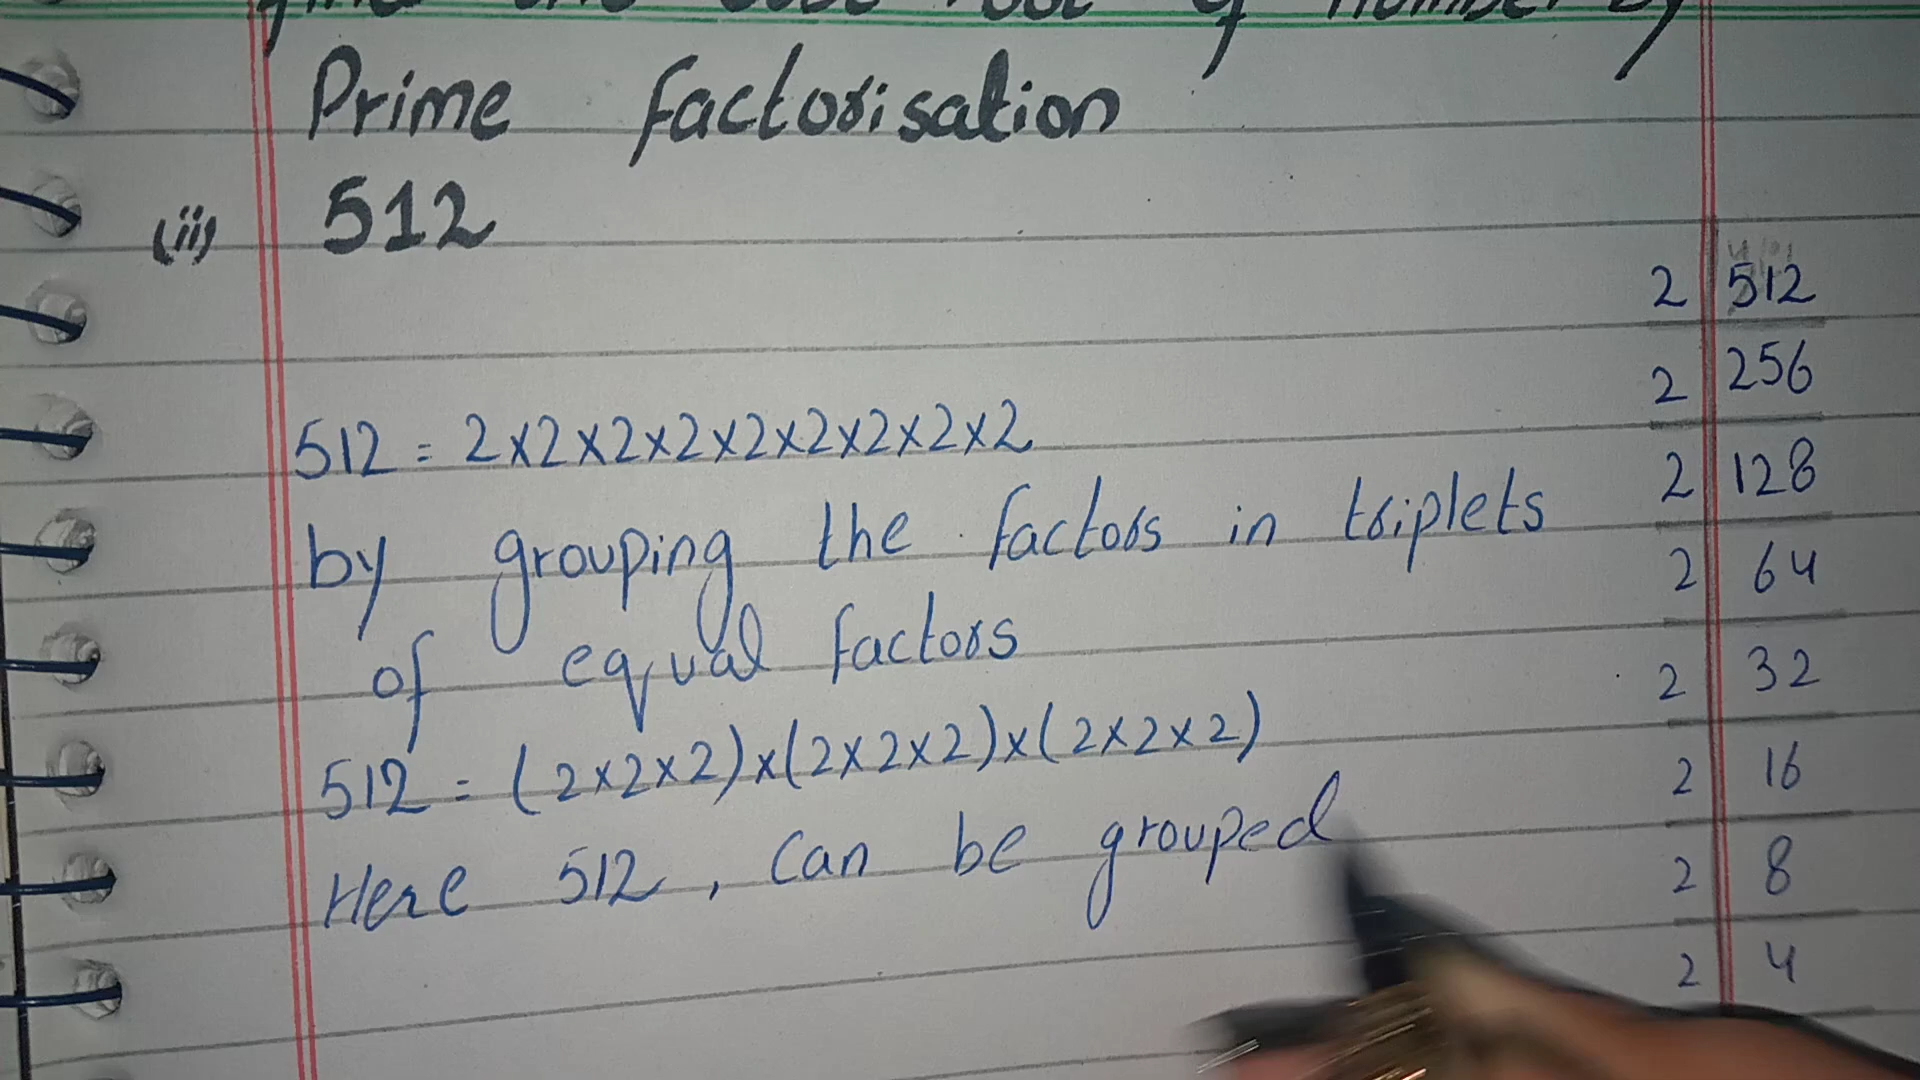 Prime factorisation
(ii) 512
512 = 2×2×2×2×2×2×2×2×2
by grouping the factors in triplets
of equal factors
512 = (2×2×2)×(2×2×2)×(2×2×2)
Here 512, can be grouped
2 512
2 256
2 128
2 64
2 32
2 16
2 8
2 4